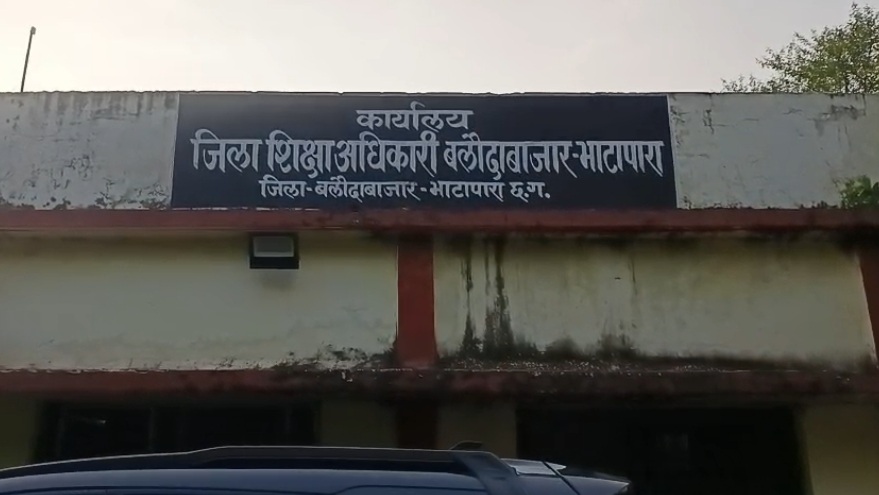 कार्यालय
जिला शिक्षा अधिकारी बलौदाबाजार-भाटापारा
जिला-बलौदाबाजार-भाटापारा छ.ग.